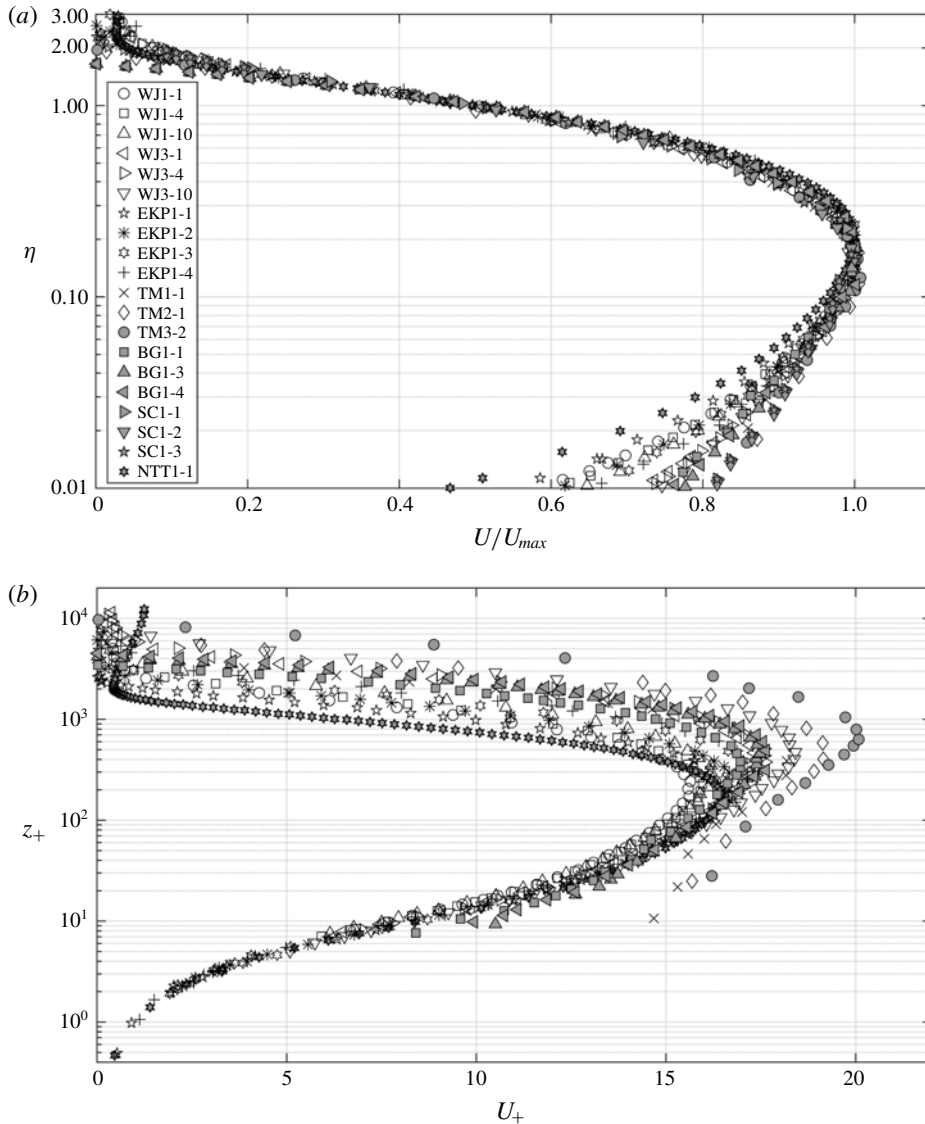 (a)
3.00
2.00
1.00
0.10
0.01
η
WJ1-1
WJ1-4
WJ1-10
WJ3-1
WJ3-4
WJ3-10
EKP1-1
EKP1-2
EKP1-3
EKP1-4
TM1-1
TM2-1
TM3-2
BG1-1
BG1-3
BG1-4
SC1-1
SC1-2
SC1-3
NTT1-1
0 0.2 0.4 0.6 0.8 1.0
U/Umax
(b)
10⁴
10³
10²
10¹
10⁰
z₊
0 5 10 15 20
U₊